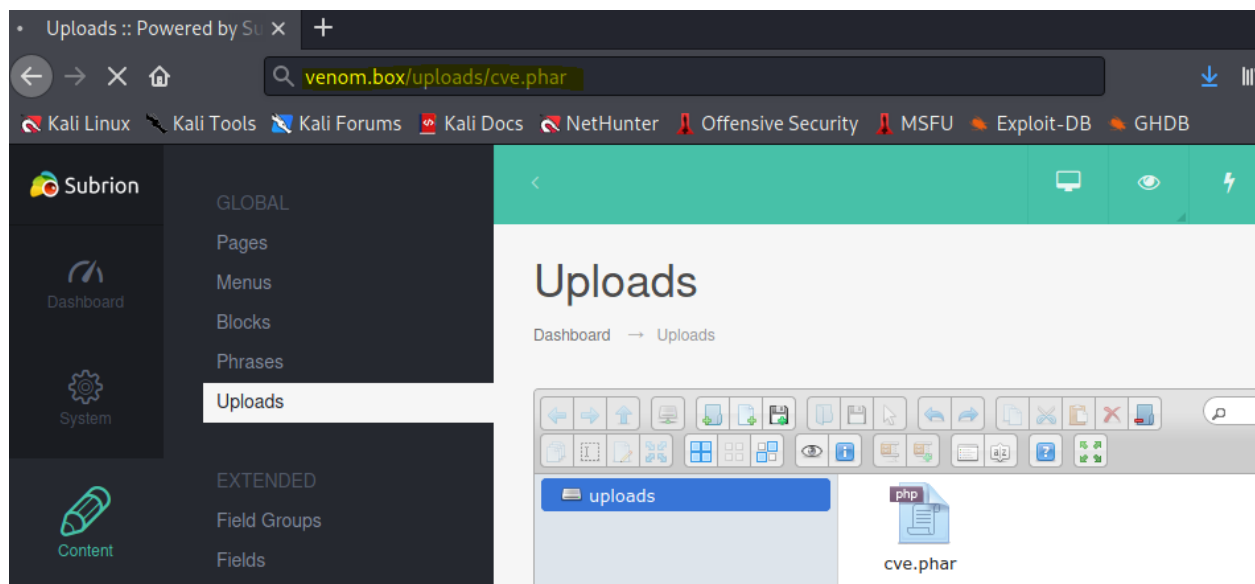 Uploads :: Powered by Su
venom.box/uploads/cve.phar
Kali Linux Kali Tools Kali Forums Kali Docs NetHunter Offensive Security MSFU Exploit-DB GHDB
Subrion
GLOBAL
Pages
Menus
Blocks
Phrases
Uploads
EXTENDED
Field Groups
Fields
Dashboard
System
Content
Uploads
Dashboard → Uploads
uploads
php
cve.phar